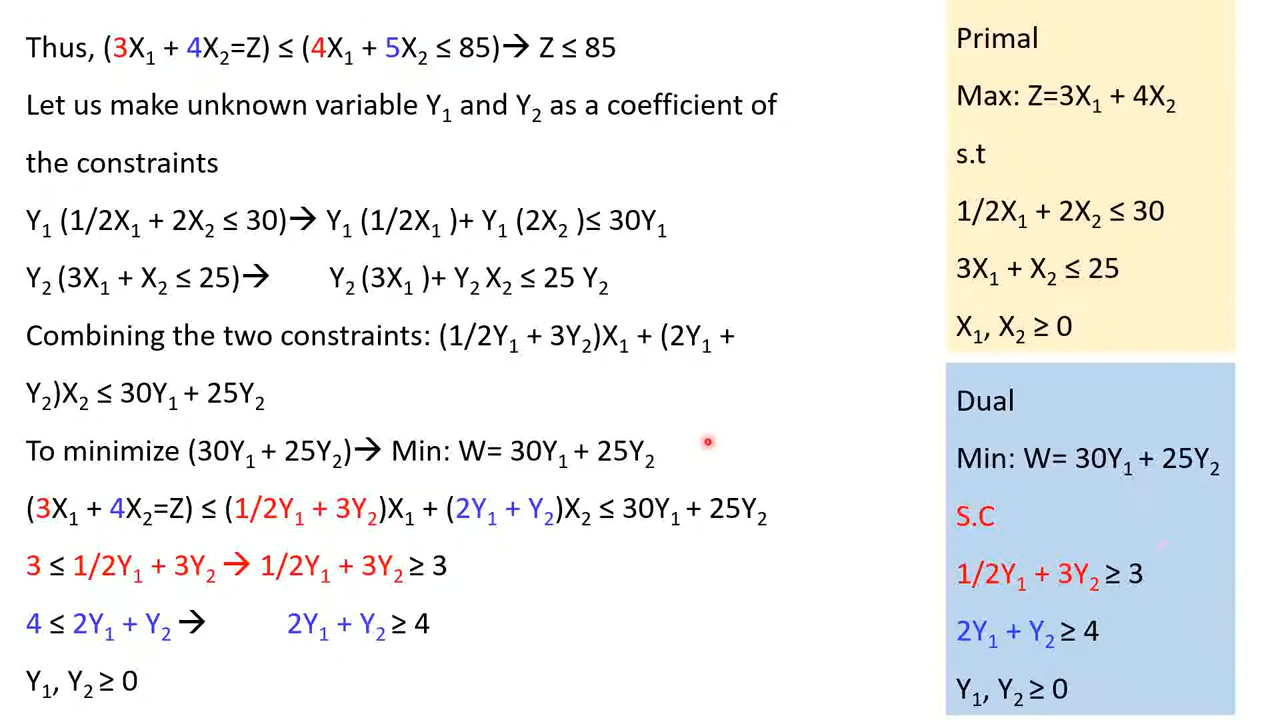 Thus, (3X₁ + 4X₂=Z) ≤ (4X₁ + 5X₂ ≤ 85)→ Z ≤ 85
Let us make unknown variable Y₁ and Y₂ as a coefficient of
the constraints
Y₁ (1/2X₁ + 2X₂ ≤ 30)→ Y₁ (1/2X₁ )+ Y₁ (2X₂ )≤ 30Y₁
Y₂ (3X₁ + X₂ ≤ 25)→ Y₂ (3X₁ )+ Y₂ X₂ ≤ 25 Y₂
Combining the two constraints: (1/2Y₁ + 3Y₂)X₁ + (2Y₁ +
Y₂)X₂ ≤ 30Y₁ + 25Y₂
To minimize (30Y₁ + 25Y₂)→ Min: W= 30Y₁ + 25Y₂
(3X₁ + 4X₂=Z) ≤ (1/2Y₁ + 3Y₂)X₁ + (2Y₁ + Y₂)X₂ ≤ 30Y₁ + 25Y₂
3 ≤ 1/2Y₁ + 3Y₂ → 1/2Y₁ + 3Y₂ ≥ 3
4 ≤ 2Y₁ + Y₂ → 2Y₁ + Y₂ ≥ 4
Y₁, Y₂ ≥ 0
Primal
Max: Z=3X₁ + 4X₂
s.t
1/2X₁ + 2X₂ ≤ 30
3X₁ + X₂ ≤ 25
X₁, X₂ ≥ 0
Dual
Min: W= 30Y₁ + 25Y₂
S.C
1/2Y₁ + 3Y₂ ≥ 3
2Y₁ + Y₂ ≥ 4
Y₁, Y₂ ≥ 0